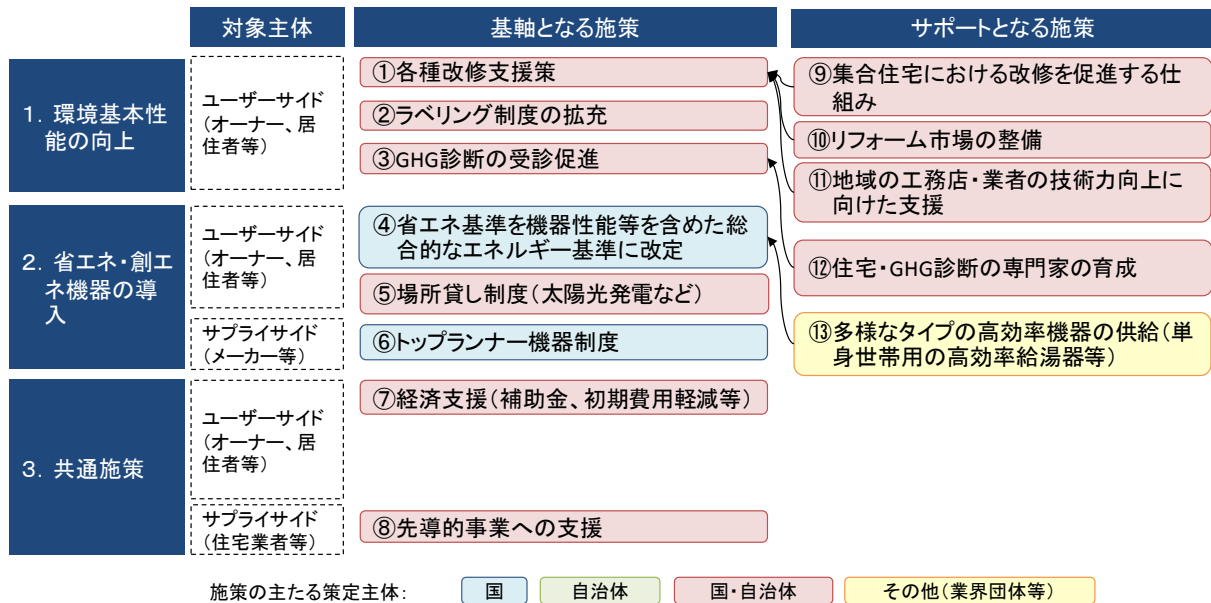 対象主体
基軸となる施策
サポートとなる施策
1．環境基本性
能の向上
ユーザーサイド
（オーナー、居
住者等）
①各種改修支援策
②ラベリング制度の拡充
③GHG診断の受診促進
⑨集合住宅における改修を促進する仕
組み
⑩リフォーム市場の整備
⑪地域の工務店・業者の技術力向上に
向けた支援
2．省エネ・創エ
ネ機器の導
入
ユーザーサイド
（オーナー、居
住者等）
④省エネ基準を機器性能等を含めた総
合的なエネルギー基準に改定
⑤場所貸し制度（太陽光発電など）
サプライサイド
（メーカー等）
⑥トップランナー機器制度
⑫住宅・GHG診断の専門家の育成
⑬多様なタイプの高効率機器の供給（単
身世帯用の高効率給湯器等）
3．共通施策
ユーザーサイド
（オーナー、居
住者等）
⑦経済支援（補助金、初期費用軽減等）
サプライサイド
（住宅業者等）
⑧先導的事業への支援
施策の主たる策定主体：
国
自治体
国・自治体
その他（業界団体等）